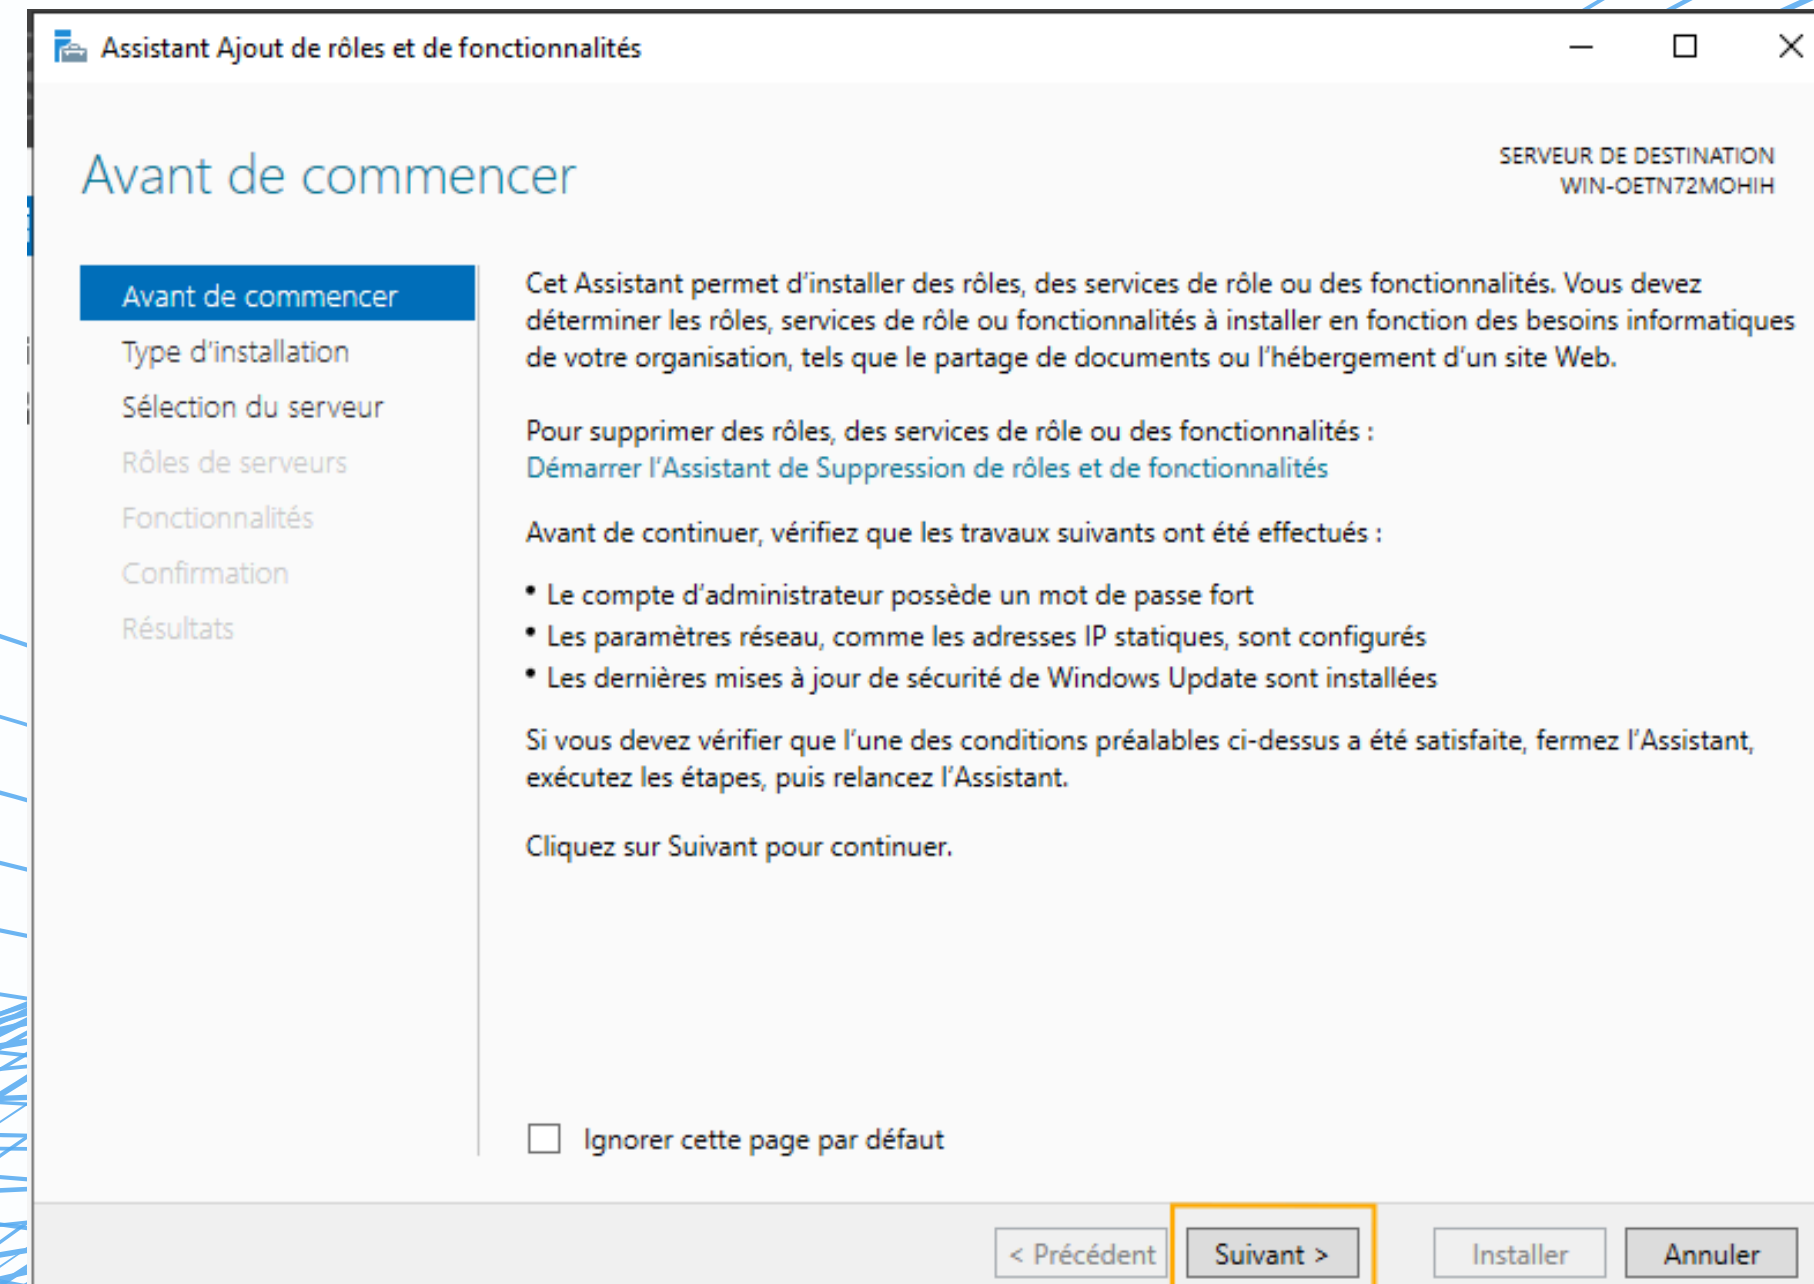 Assistant Ajout de rôles et de fonctionnalités
Avant de commencer
SERVEUR DE DESTINATION
WIN-OETN72MOHIH
Avant de commencer
Type d'installation
Sélection du serveur
Rôles de serveurs
Fonctionnalités
Confirmation
Résultats
Cet Assistant permet d'installer des rôles, des services de rôle ou des fonctionnalités. Vous devez
déterminer les rôles, services de rôle ou fonctionnalités à installer en fonction des besoins informatiques
de votre organisation, tels que le partage de documents ou l'hébergement d'un site Web.
Pour supprimer des rôles, des services de rôle ou des fonctionnalités :
Démarrer l'Assistant de Suppression de rôles et de fonctionnalités
Avant de continuer, vérifiez que les travaux suivants ont été effectués :
• Le compte d'administrateur possède un mot de passe fort
• Les paramètres réseau, comme les adresses IP statiques, sont configurés
• Les dernières mises à jour de sécurité de Windows Update sont installées
Si vous devez vérifier que l'une des conditions préalables ci-dessus a été satisfaite, fermez l'Assistant,
exécutez les étapes, puis relancez l'Assistant.
Cliquez sur Suivant pour continuer.
Ignorer cette page par défaut
< Précédent
Suivant >
Installer
Annuler